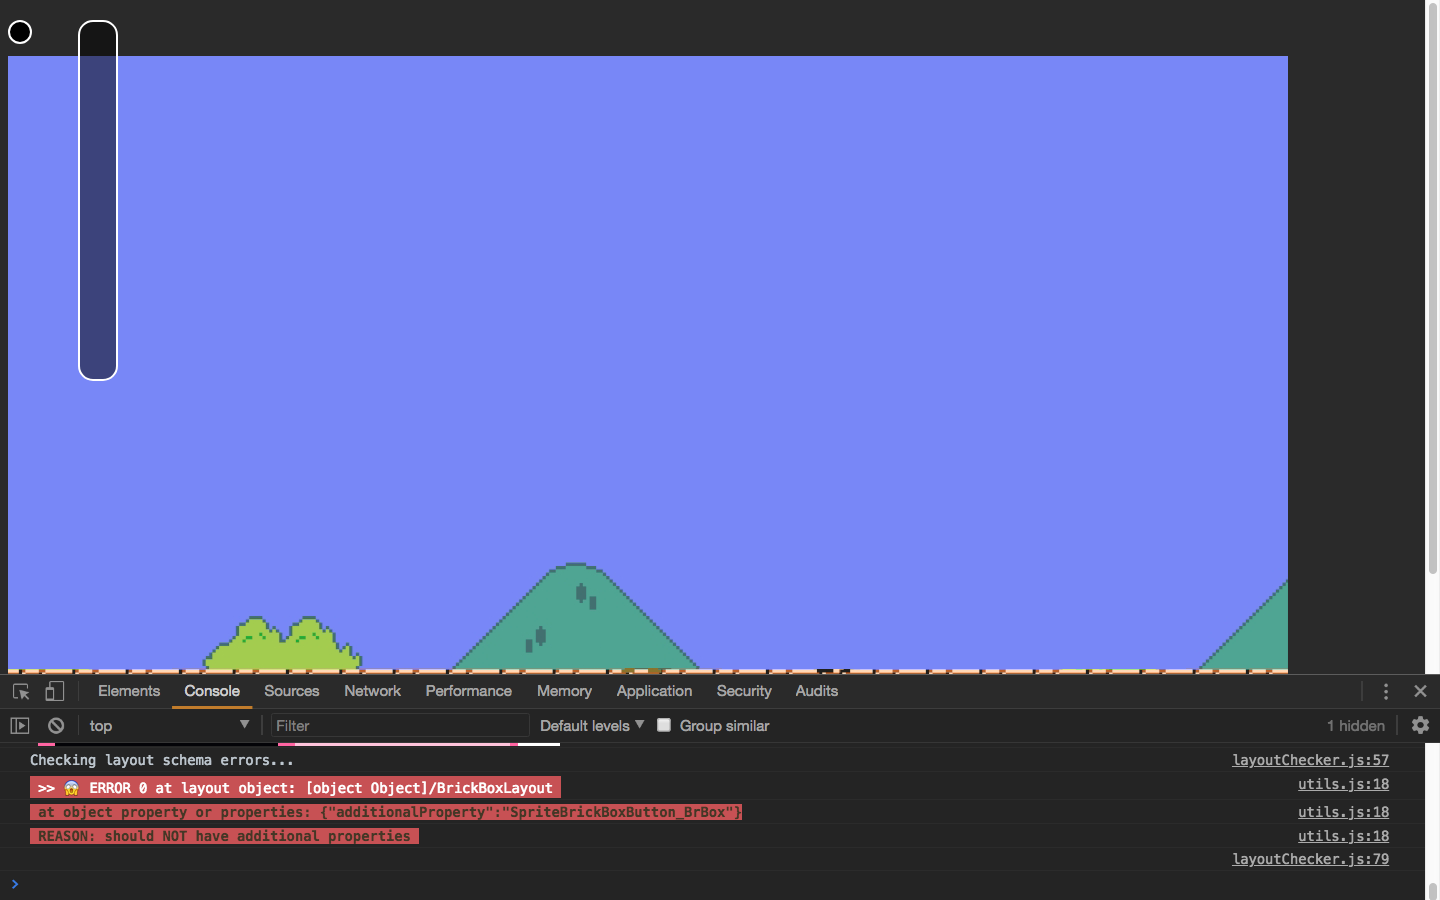 Elements Console Sources Network Performance Memory Application Security Audits
top Filter Default levels Group similar 1 hidden
Checking layout schema errors... layoutChecker.js:57
>> 😱 ERROR 0 at layout object: [object Object]/BrickBoxLayout utils.js:18
at object property or properties: {"additionalProperty":"SpriteBrickBoxButton_BrBox"} utils.js:18
REASON: should NOT have additional properties utils.js:18
layoutChecker.js:79
>